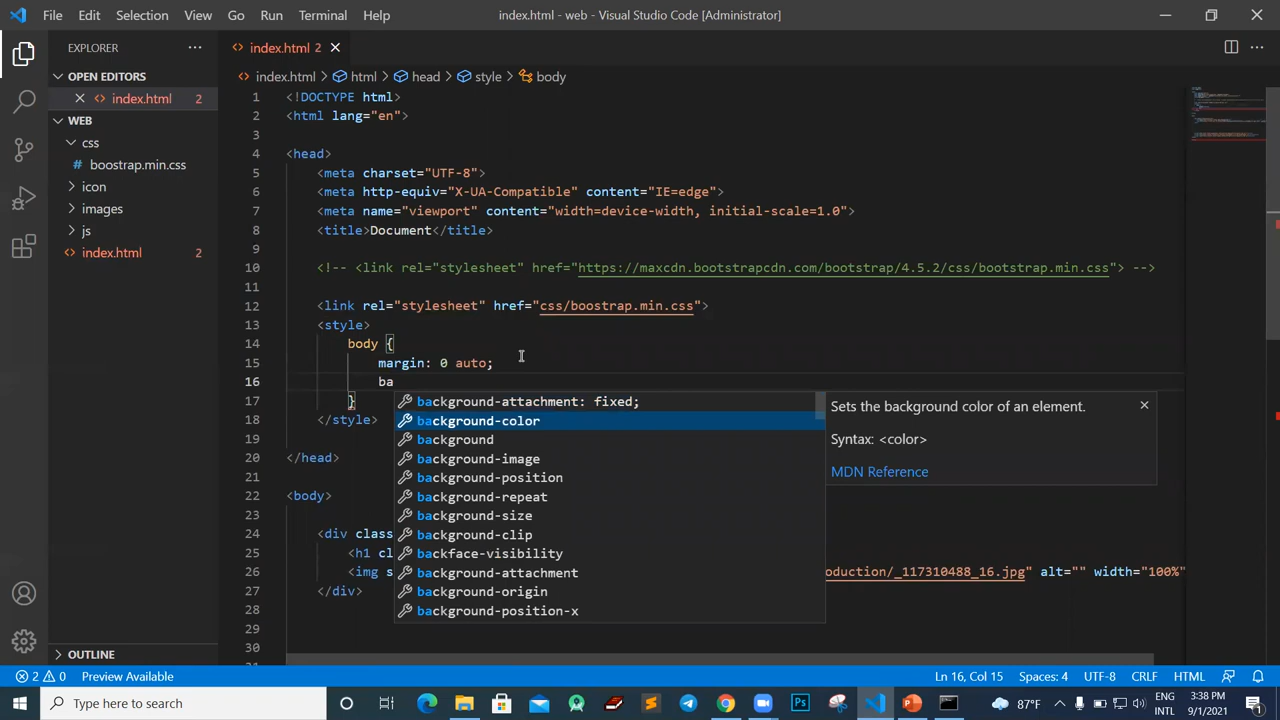 File Edit Selection View Go Run Terminal Help index.html - web - Visual Studio Code [Administrator]
EXPLORER
OPEN EDITORS
index.html 2
WEB
css
boostrap.min.css
icon
images
js
index.html 2
OUTLINE
index.html 2
index.html > html > head > style > body
1 <!DOCTYPE html>
2 <html lang="en">
3
4 <head>
5 <meta charset="UTF-8">
6 <meta http-equiv="X-UA-Compatible" content="IE=edge">
7 <meta name="viewport" content="width=device-width, initial-scale=1.0">
8 <title>Document</title>
9
10 <!-- <link rel="stylesheet" href="https://maxcdn.bootstrapcdn.com/bootstrap/4.5.2/css/bootstrap.min.css"> -->
11
12 <link rel="stylesheet" href="css/boostrap.min.css">
13 <style>
14 body {
15 margin: 0 auto;
16 ba
17 }
18 </style>
19
20 </head>
21
22 <body>
23
24 <div class
25 <h1 cl
26 <img s oduction/_117310488_16.jpg" alt="" width="100%"
27 </div>
28
29
30
background-attachment: fixed;
background-color
background
background-image
background-position
background-repeat
background-size
background-clip
backface-visibility
background-attachment
background-origin
background-position-x
Sets the background color of an element.
Syntax: <color>
MDN Reference
2 0 Preview Available Ln 16, Col 15 Spaces: 4 UTF-8 CRLF HTML
Type here to search
Ps
87°F
ENG
INTL
3:38 PM
9/1/2021